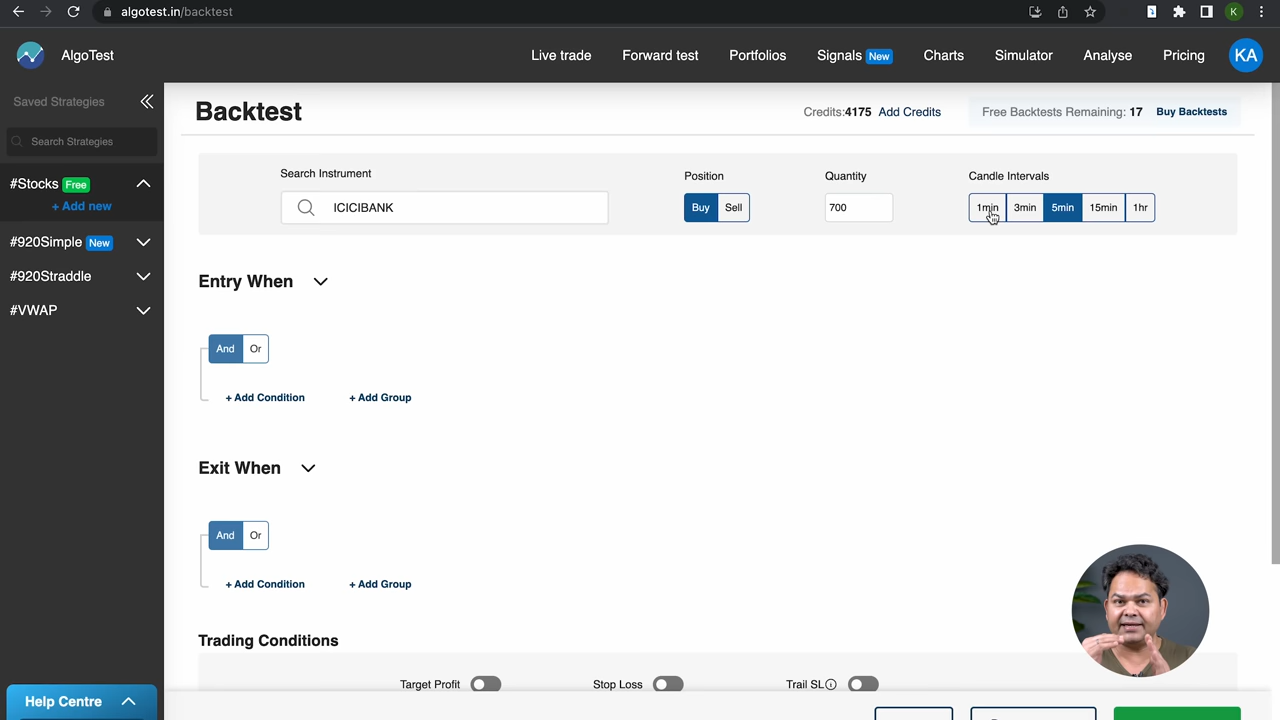 algotest.in/backtest
K
AlgoTest
Live trade
Forward test
Portfolios
Signals New
Charts
Simulator
Analyse
Pricing
KA
Saved Strategies
Search Strategies
#Stocks Free
+ Add new
#920Simple New
#920Straddle
#VWAP
Help Centre
Backtest
Credits:4175 Add Credits
Free Backtests Remaining: 17 Buy Backtests
Search Instrument
ICICIBANK
Position
Buy Sell
Quantity
700
Candle Intervals
1min 3min 5min 15min 1hr
Entry When
And Or
+ Add Condition + Add Group
Exit When
And Or
+ Add Condition + Add Group
Trading Conditions
Target Profit
Stop Loss
Trail SL